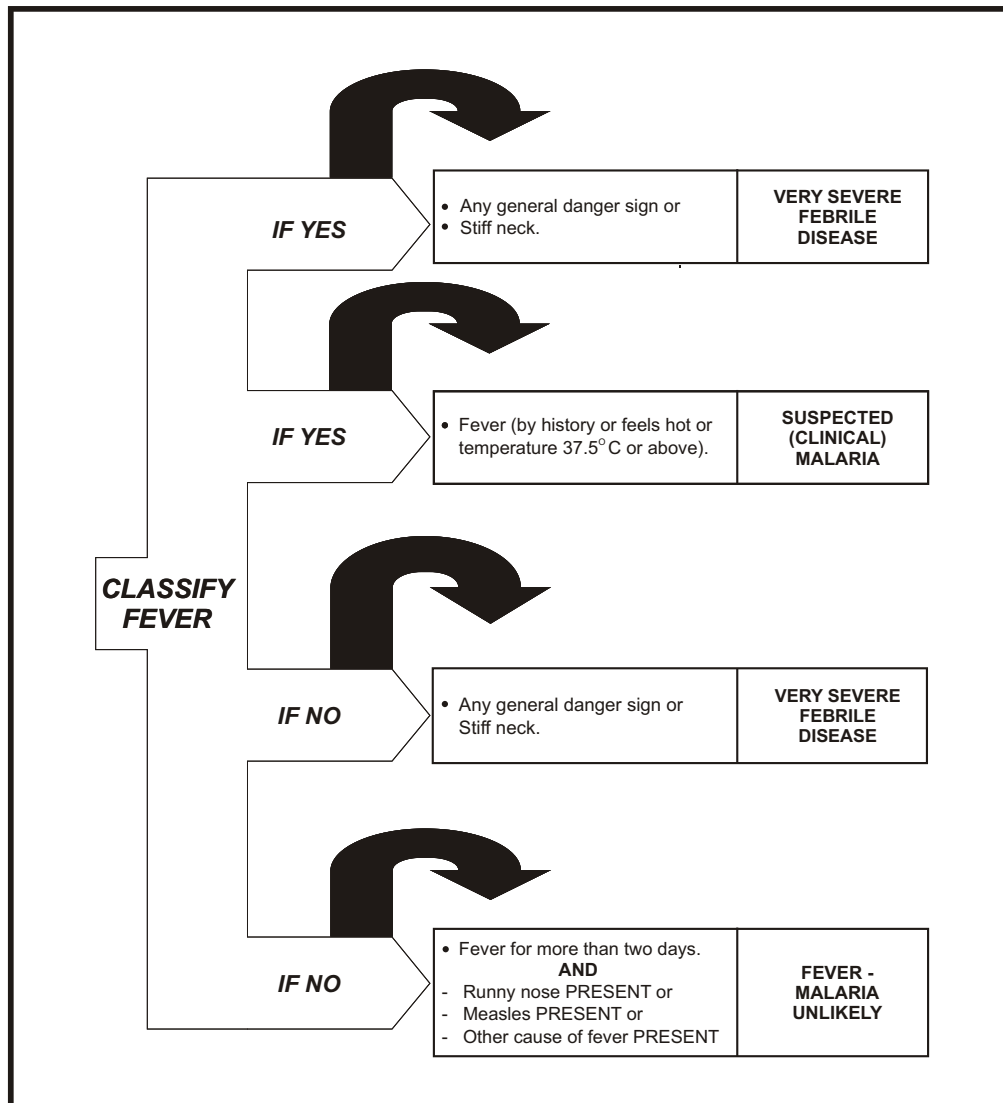 IF YES
• Any general danger sign or
• Stiff neck.
VERY SEVERE
FEBRILE
DISEASE
IF YES
• Fever (by history or feels hot or
temperature 37.5°C or above).
SUSPECTED
(CLINICAL)
MALARIA
CLASSIFY
FEVER
IF NO
• Any general danger sign or
Stiff neck.
VERY SEVERE
FEBRILE
DISEASE
IF NO
• Fever for more than two days.
AND
- Runny nose PRESENT or
- Measles PRESENT or
- Other cause of fever PRESENT
FEVER -
MALARIA
UNLIKELY